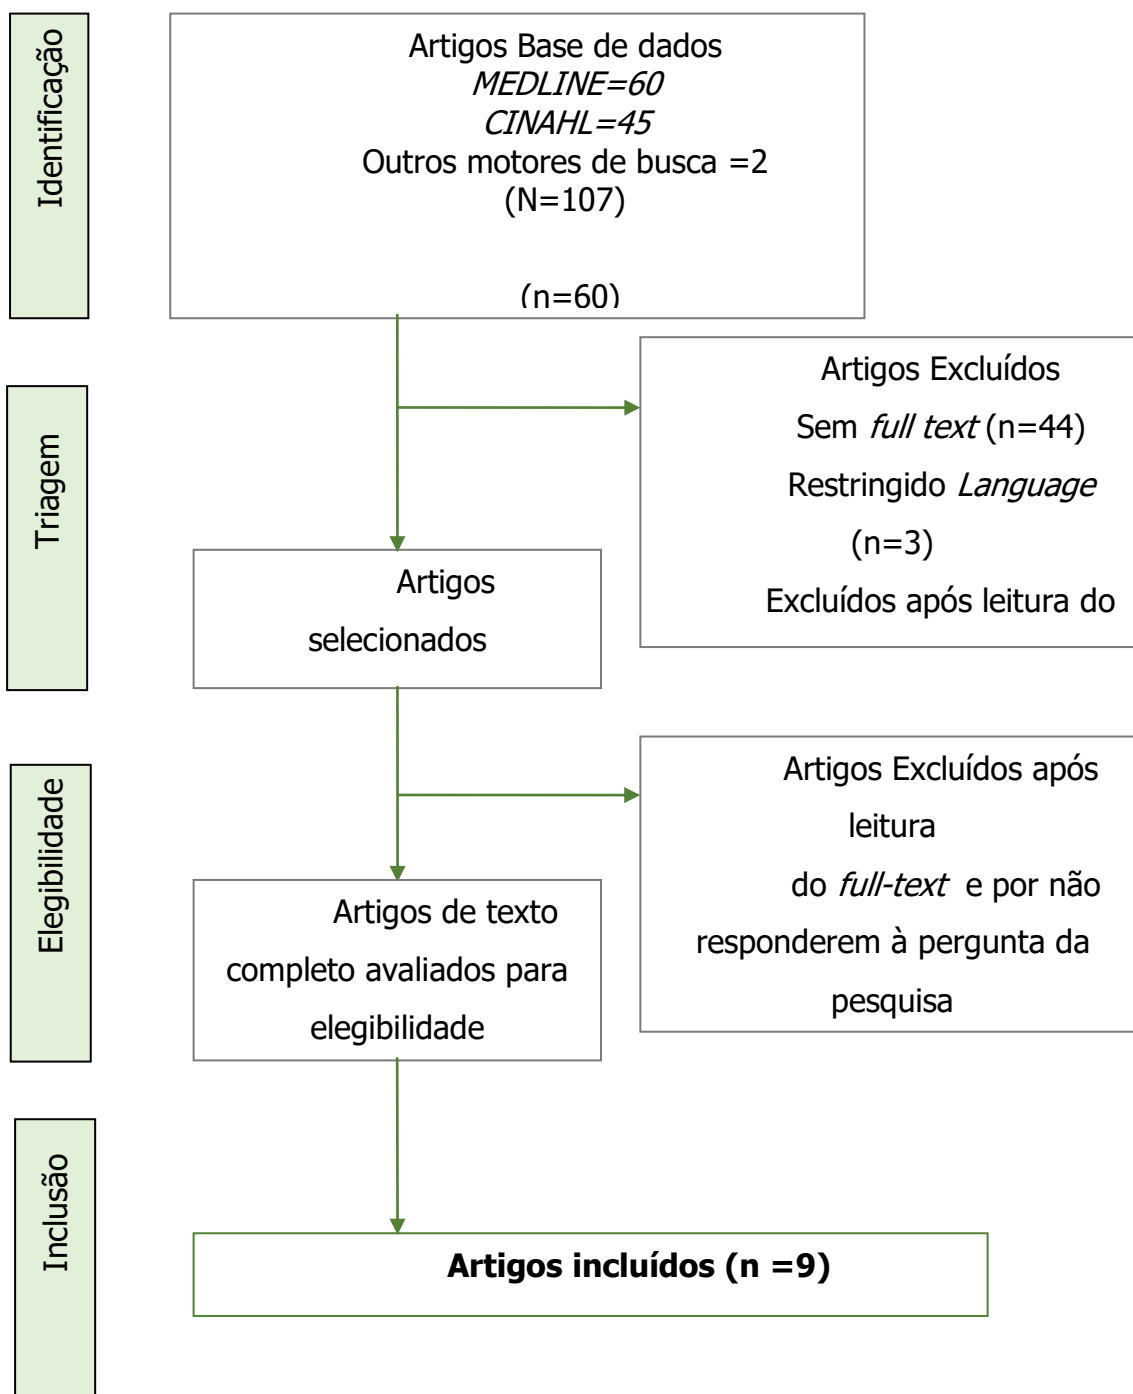 Identificação
Artigos Base de dados
MEDLINE=60
CINAHL=45
Outros motores de busca =2
(N=107)
(n=60)
Triagem
Artigos Excluídos
Sem full text (n=44)
Restringido Language
(n=3)
Excluídos após leitura do
Artigos
selecionados
Elegibilidade
Artigos Excluídos após
leitura
do full-text e por não
responderem à pergunta da
pesquisa
Artigos de texto
completo avaliados para
elegibilidade
Inclusão
Artigos incluídos (n =9)